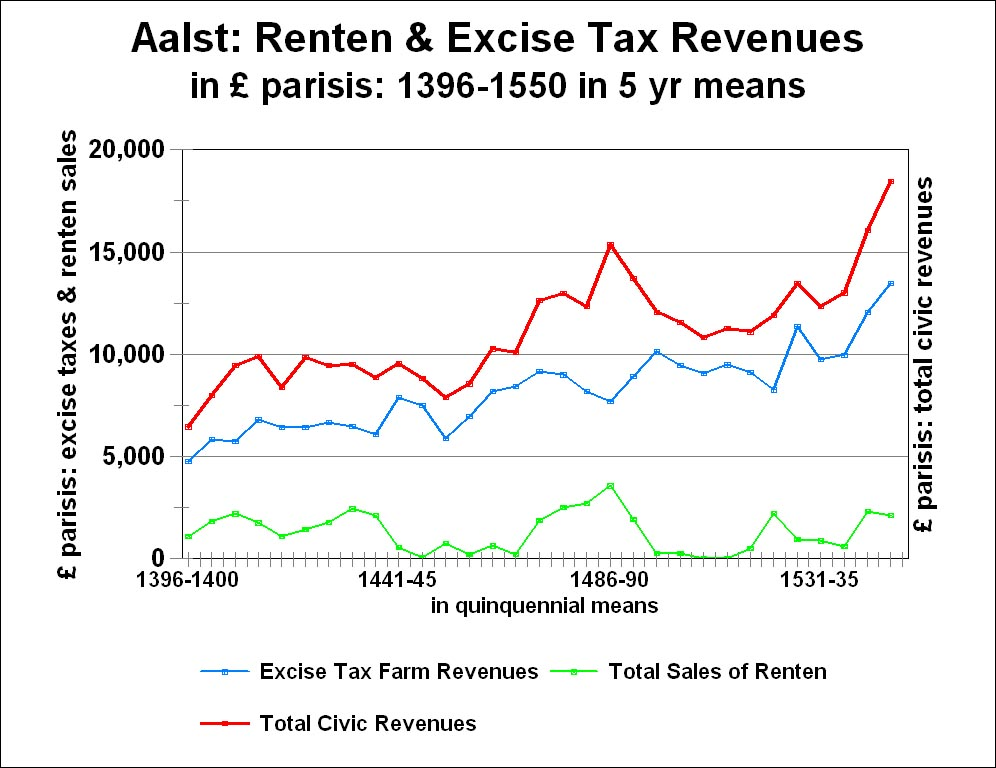 Aalst: Renten & Excise Tax Revenues
in £ parisis: 1396-1550 in 5 yr means
£ parisis: excise taxes & renten sales
20,000
15,000
10,000
5,000
0
£ parisis: total civic revenues
1396-1400
1441-45
1486-90
1531-35
in quinquennial means
Excise Tax Farm Revenues
Total Sales of Renten
Total Civic Revenues